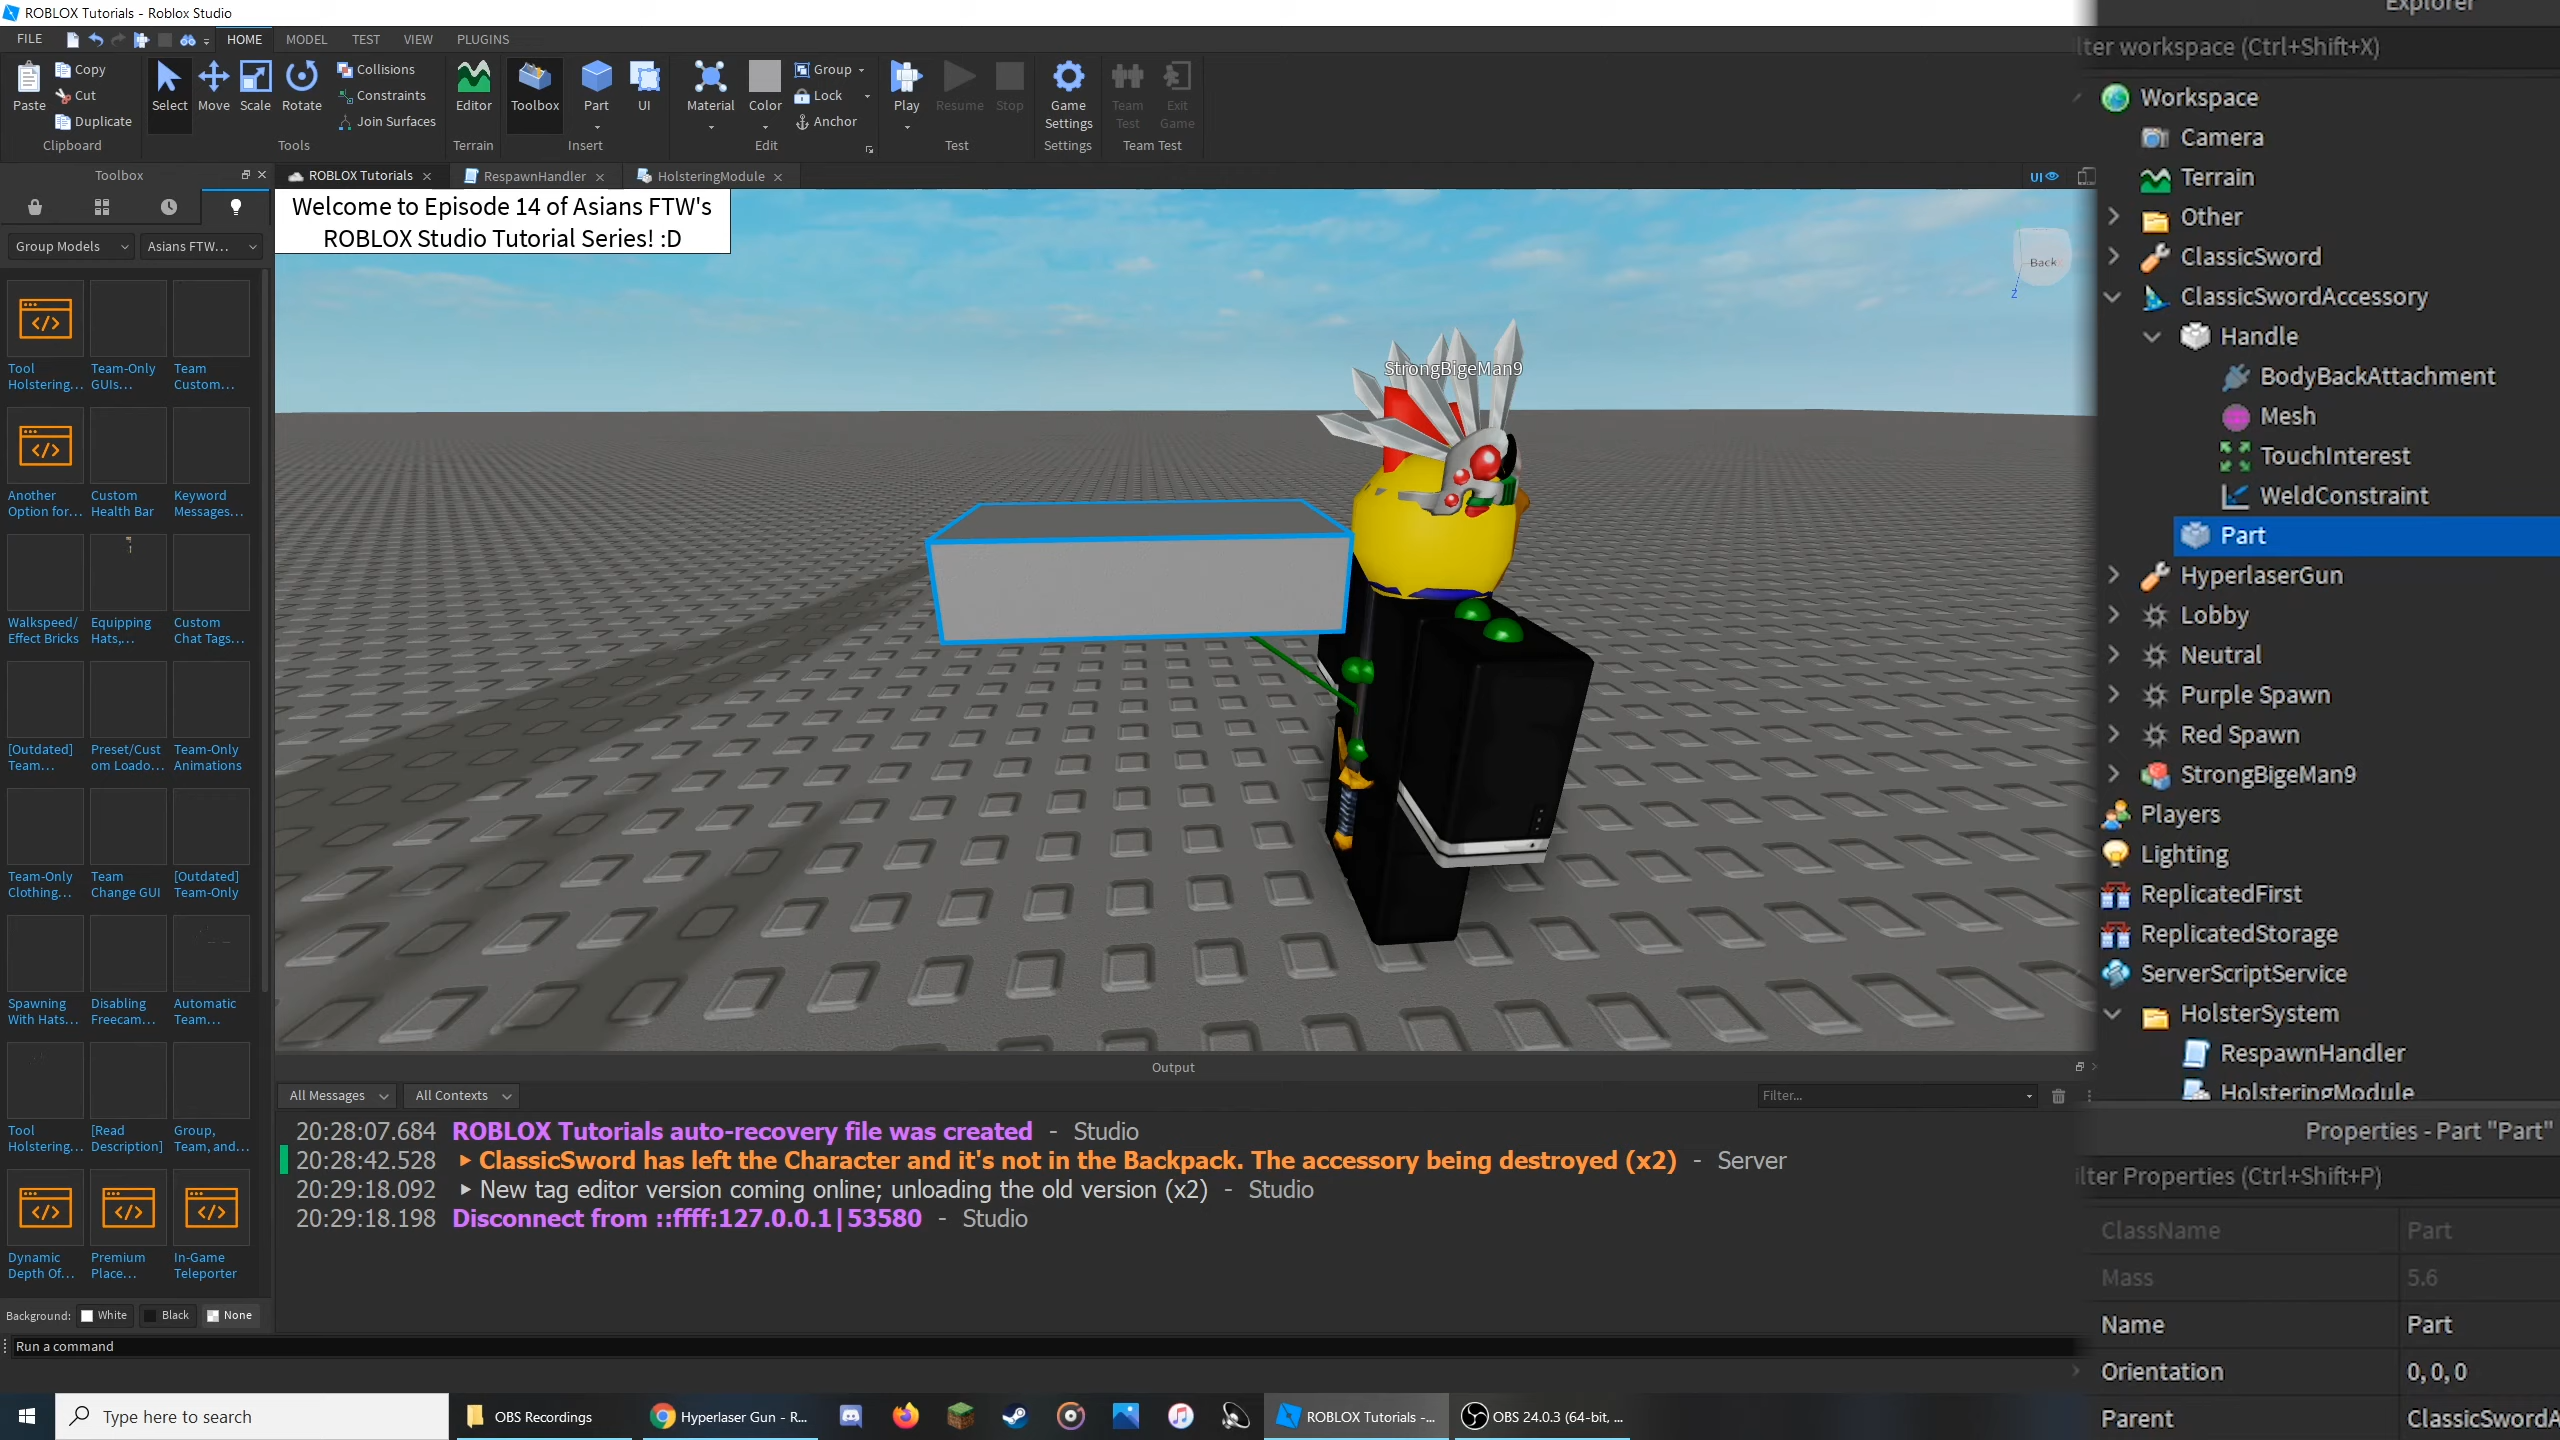 ROBLOX Tutorials - Roblox Studio
FILE
HOME
MODEL
TEST
VIEW
PLUGINS
Paste
Copy
Cut
Duplicate
Clipboard
Select
Move
Scale
Rotate
Collisions
Constraints
Join Surfaces
Tools
Editor
Terrain
Toolbox
Part
UI
Insert
Material
Color
Group
Lock
Anchor
Edit
Play
Resume
Stop
Test
Game
Settings
Settings
Team
Test
Exit
Game
Team Test
Toolbox
Group Models
Asians FTW...
Tool
Holstering...
Team-Only
GUIs...
Team
Custom...
Another
Option for...
Custom
Health Bar
Keyword
Messages...
Walkspeed/
Effect Bricks
Equipping
Hats,...
Custom
Chat Tags...
[Outdated]
Team...
Preset/Cust
om Loado...
Team-Only
Animations
Team-Only
Clothing...
Team
Change GUI
[Outdated]
Team-Only
Spawning
With Hats...
Disabling
Freecam...
Automatic
Team...
Tool
Holstering...
[Read
Description]
Group,
Team, and...
Dynamic
Depth Of...
Premium
Place...
In-Game
Teleporter
Background:
White
Black
None
Run a command
ROBLOX Tutorials
RespawnHandler
HolsteringModule
UI
Welcome to Episode 14 of Asians FTW's
ROBLOX Studio Tutorial Series! :D
Back
Z
StrongBigeMan9
Output
All Messages
All Contexts
Filter...
20:28:07.684 ROBLOX Tutorials auto-recovery file was created - Studio
20:28:42.528 ClassicSword has left the Character and it's not in the Backpack. The accessory being destroyed (x2) - Server
20:29:18.092 New tag editor version coming online; unloading the old version (x2) - Studio
20:29:18.198 Disconnect from ::ffff:127.0.0.1|53580 - Studio
Explorer
lter workspace (Ctrl+Shift+X)
Workspace
Camera
Terrain
Other
ClassicSword
ClassicSwordAccessory
Handle
BodyBackAttachment
Mesh
TouchInterest
WeldConstraint
Part
HyperlaserGun
Lobby
Neutral
Purple Spawn
Red Spawn
StrongBigeMan9
Players
Lighting
ReplicatedFirst
ReplicatedStorage
ServerScriptService
HolsterSystem
RespawnHandler
HolsteringModule
Properties - Part "Part"
lter Properties (Ctrl+Shift+P)
ClassName Part
Mass 5.6
Name Part
Orientation 0, 0, 0
Parent ClassicSwordA
Type here to search
OBS Recordings
Hyperlaser Gun - R...
ROBLOX Tutorials -...
OBS 24.0.3 (64-bit, ...